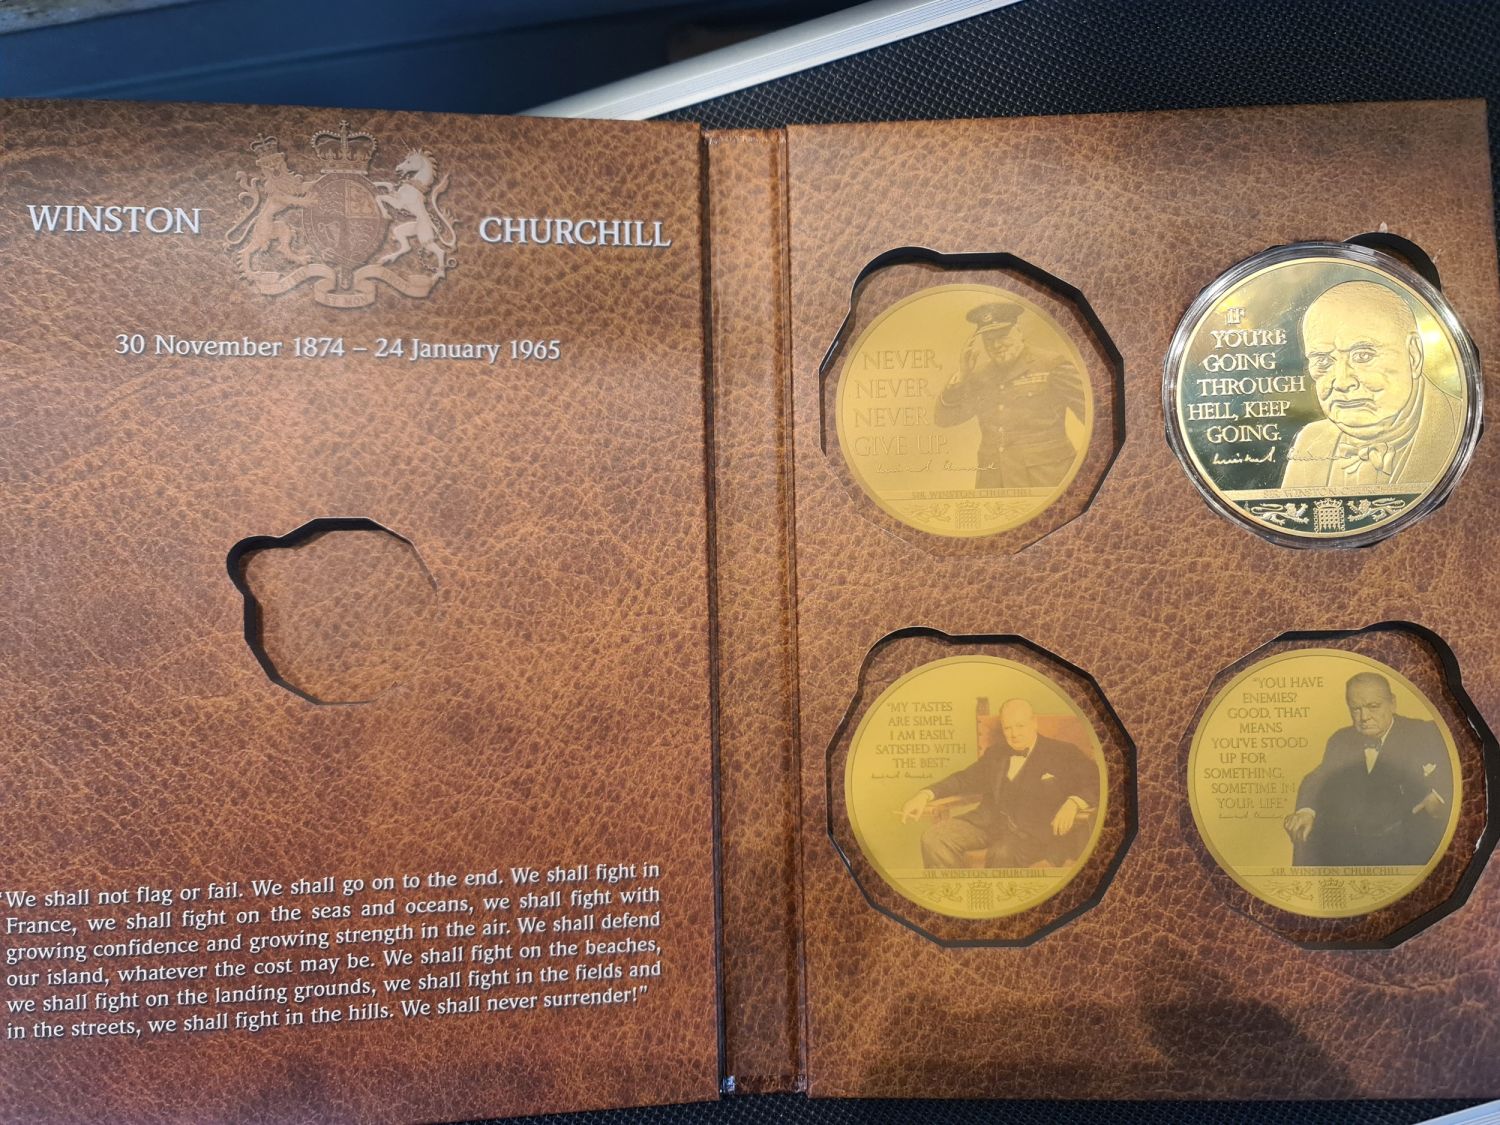 WINSTON CHURCHILL
30 November 1874 – 24 January 1965
"We shall not flag or fail. We shall go on to the end. We shall fight in
France, we shall fight on the seas and oceans, we shall fight with
growing confidence and growing strength in the air. We shall defend
our island, whatever the cost may be. We shall fight on the beaches,
we shall fight on the landing grounds, we shall fight in the fields and
in the streets, we shall fight in the hills. We shall never surrender!"
NEVER,
NEVER
NEVER
GIVE UP.
SIR WINSTON CHURCHILL
IF
YOU'RE
GOING
THROUGH
HELL, KEEP
GOING.
SIR WINSTON CHURCHILL
"MY TASTES
ARE SIMPLE,
I AM EASILY
SATISFIED WITH
THE BEST."
SIR WINSTON CHURCHILL
"YOU HAVE
ENEMIES?
GOOD. THAT
MEANS
YOU'VE STOOD
UP FOR
SOMETHING,
SOMETIME IN
YOUR LIFE"
SIR WINSTON CHURCHILL